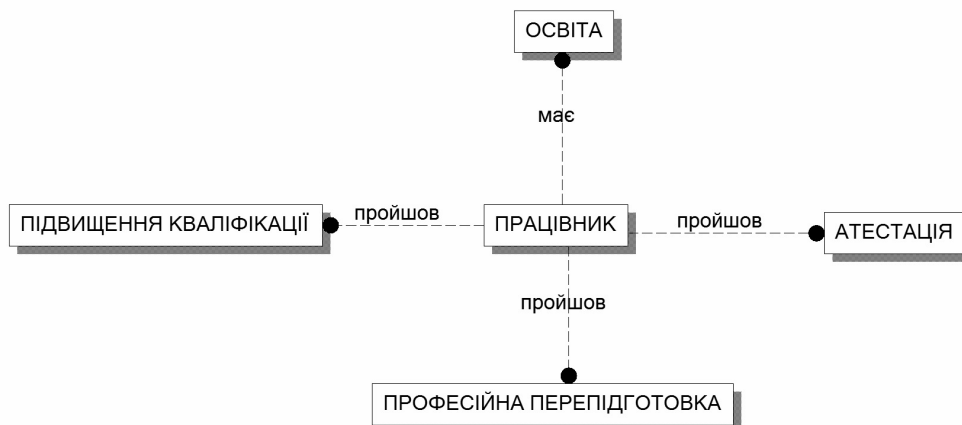 ОСВІТА
має
ПІДВИЩЕННЯ КВАЛІФІКАЦІЇ
пройшов
ПРАЦІВНИК
пройшов
АТЕСТАЦІЯ
пройшов
ПРОФЕСІЙНА ПЕРЕПІДГОТОВКА